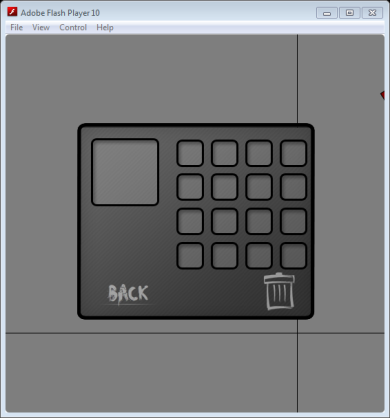 Adobe Flash Player 10
File View Control Help
BACK